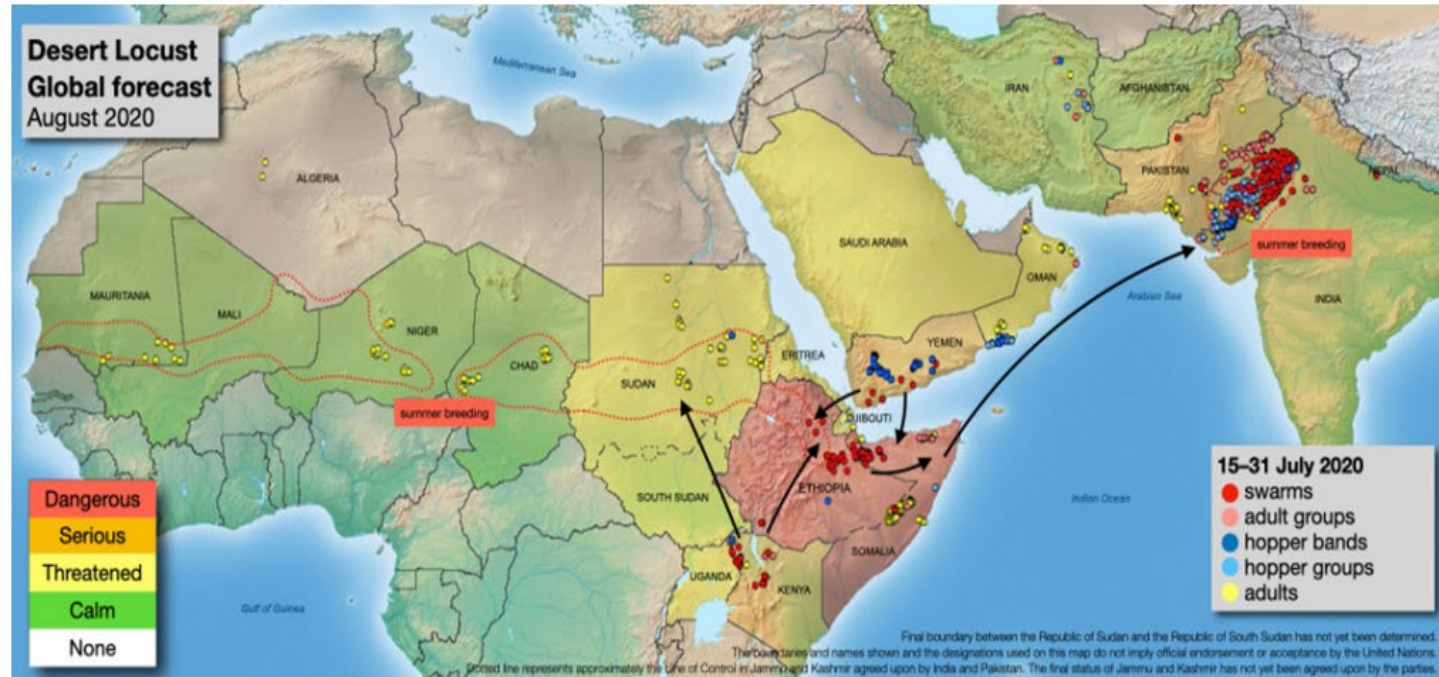 Desert Locust
Global forecast
August 2020
Mediterranean Sea
IRAN
AFGHANISTAN
PAKISTAN
NEPAL
ALGERIA
SAUDI ARABIA
summer breeding
OMAN
Arabian Sea
INDIA
MAURITANIA
MALI
NIGER
CHAD
SUDAN
ERITREA
YEMEN
summer breeding
DJIBOUTI
ETHIOPIA
SOUTH SUDAN
SOMALIA
Indian Ocean
UGANDA
KENYA
Gulf of Guinea
Dangerous
Serious
Threatened
Calm
None
15–31 July 2020
swarms
adult groups
hopper bands
hopper groups
adults
Final boundary between the Republic of Sudan and the Republic of South Sudan has not yet been determined.
The boundaries and names shown and the designations used on this map do not imply official endorsement or acceptance by the United Nations.
Dotted line represents approximately the Line of Control in Jammu and Kashmir agreed upon by India and Pakistan. The final status of Jammu and Kashmir has not yet been agreed upon by the parties.